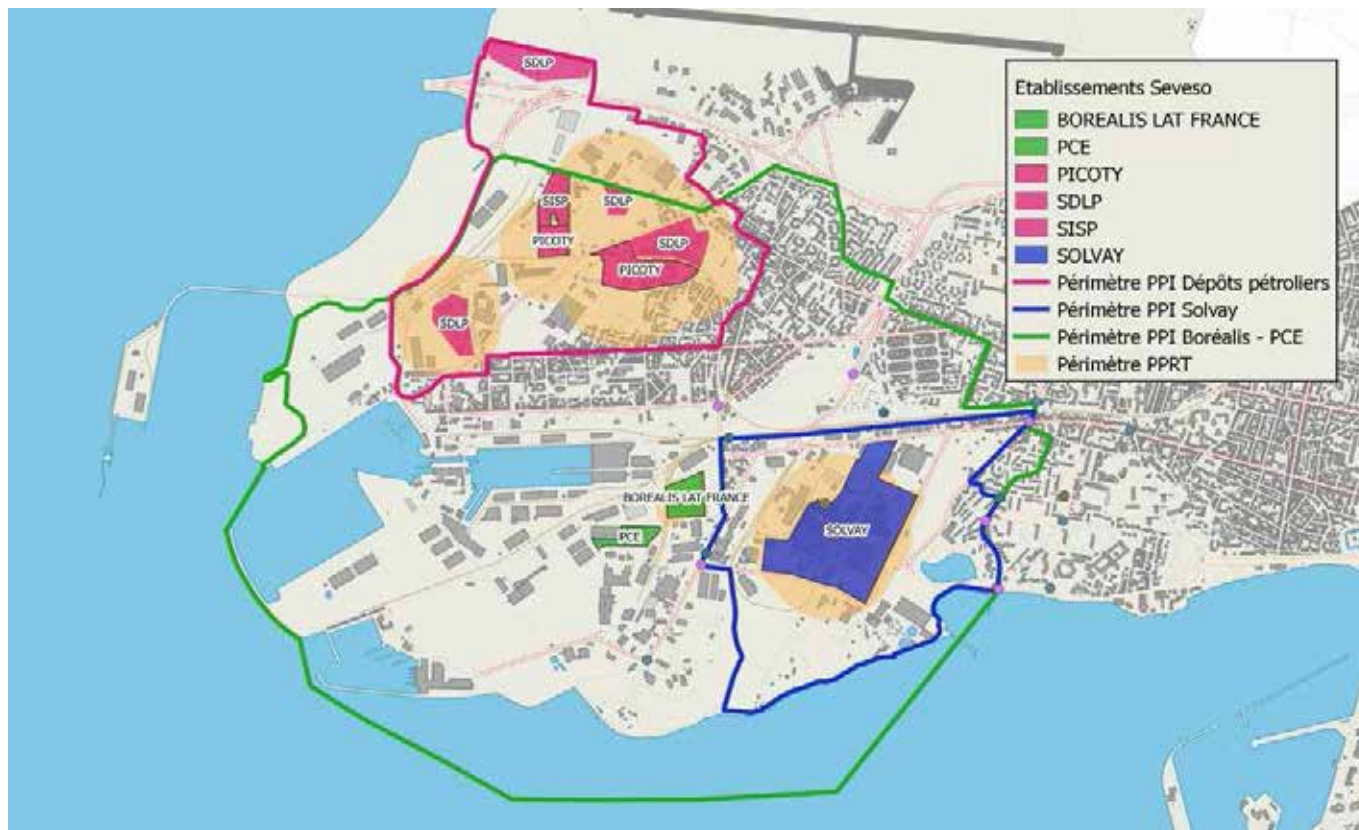 SDLP
Etablissements Seveso
BOREALIS LAT FRANCE
PCE
PICOTY
SDLP
SISP
SOLVAY
Périmètre PPI Dépôts pétroliers
Périmètre PPI Solvay
Périmètre PPI Boréalis - PCE
Périmètre PPRT
SISP
SDLP
PICOTY
SDLP
PICOTY
SDLP
BOREALIS LAT FRANCE
PCE
SOLVAY